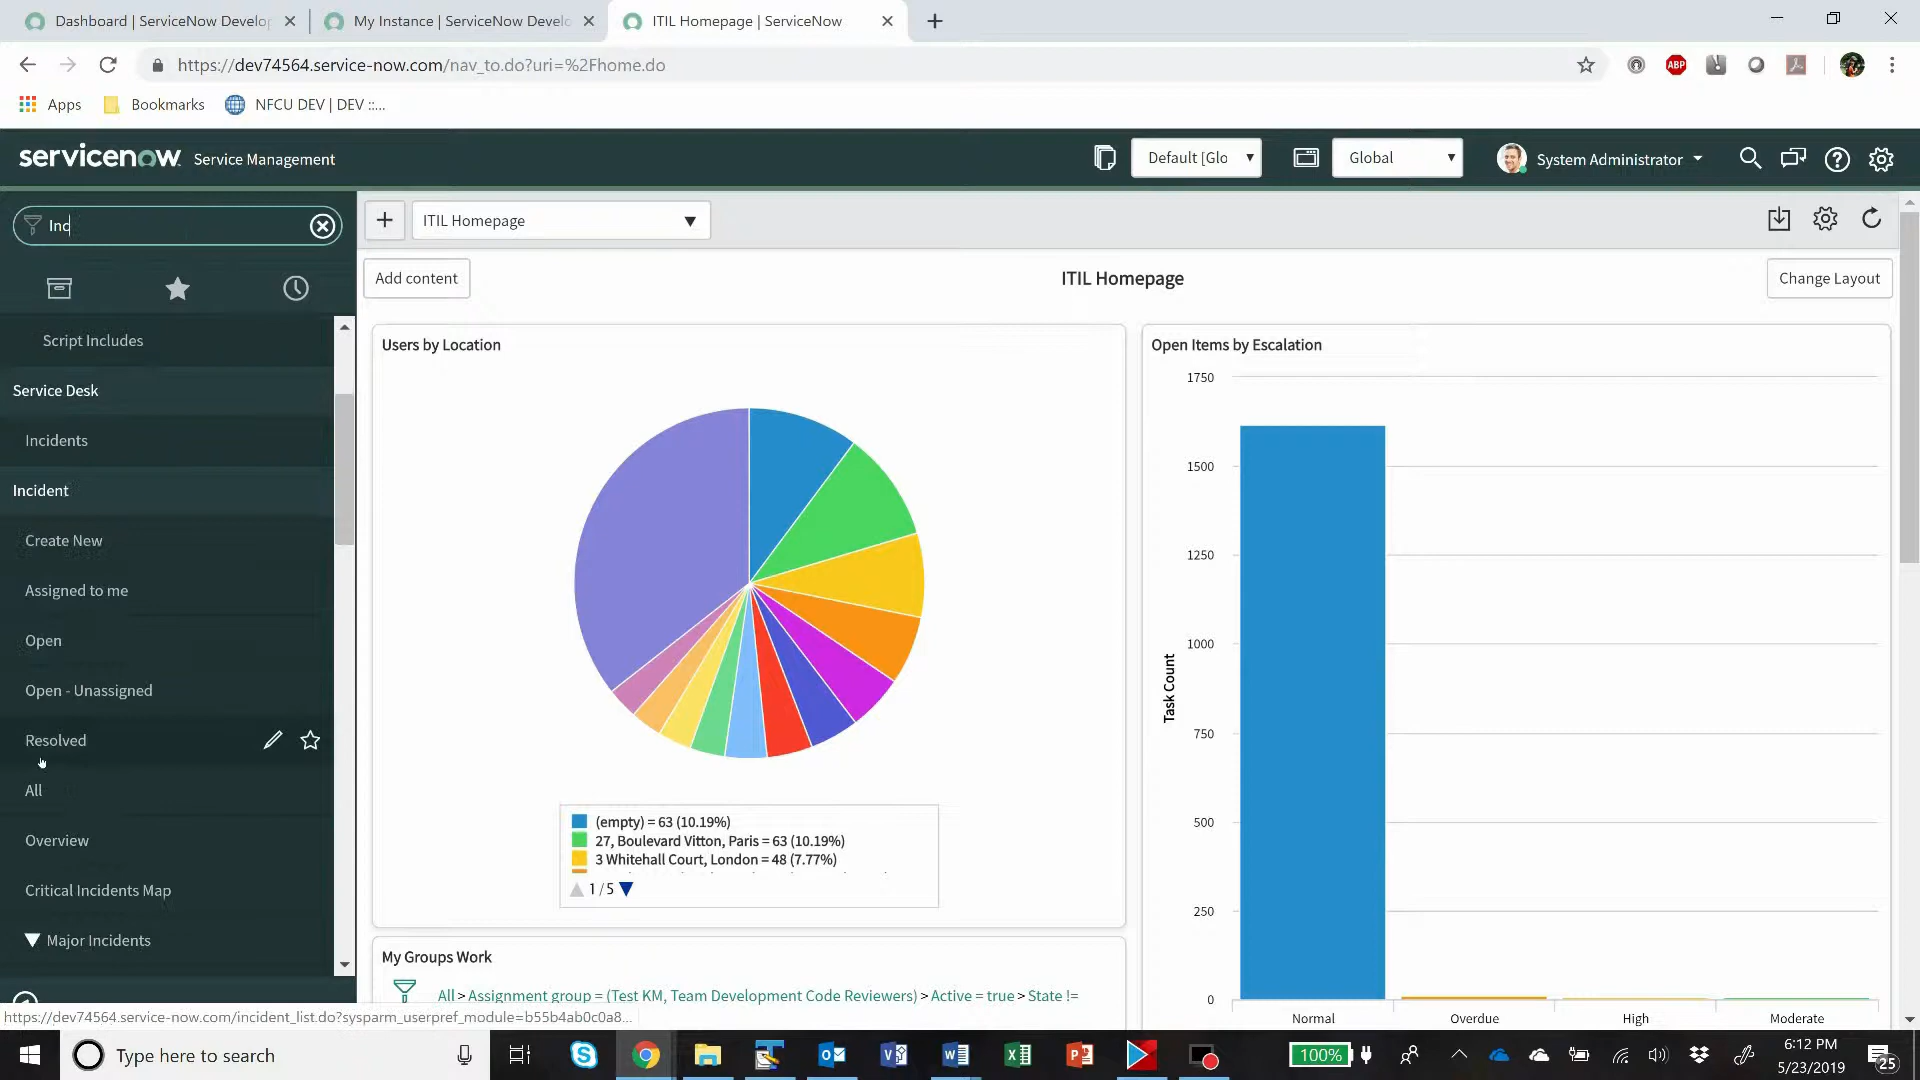 Dashboard | ServiceNow Develop
My Instance | ServiceNow Develo
ITIL Homepage | ServiceNow
https://dev74564.service-now.com/nav_to.do?uri=%2Fhome.do
ABP
Apps
Bookmarks
NFCU DEV | DEV ::...
servicenow
Service Management
Default [Glo
Global
System Administrator
Inc
ITIL Homepage
Add content
ITIL Homepage
Change Layout
Script Includes
Service Desk
Incidents
Incident
Create New
Assigned to me
Open
Open - Unassigned
Resolved
All
Overview
Critical Incidents Map
Major Incidents
Users by Location
(empty) = 63 (10.19%)
27, Boulevard Vitton, Paris = 63 (10.19%)
3 Whitehall Court, London = 48 (7.77%)
1 / 5
Open Items by Escalation
1750
1500
1250
1000
750
500
250
0
Task Count
Normal
Overdue
High
Moderate
My Groups Work
All > Assignment group = (Test KM, Team Development Code Reviewers) > Active = true > State !=
https://dev74564.service-now.com/incident_list.do?sysparm_userpref_module=b55b4ab0c0a8...
Type here to search
100%
6:12 PM
5/23/2019
25